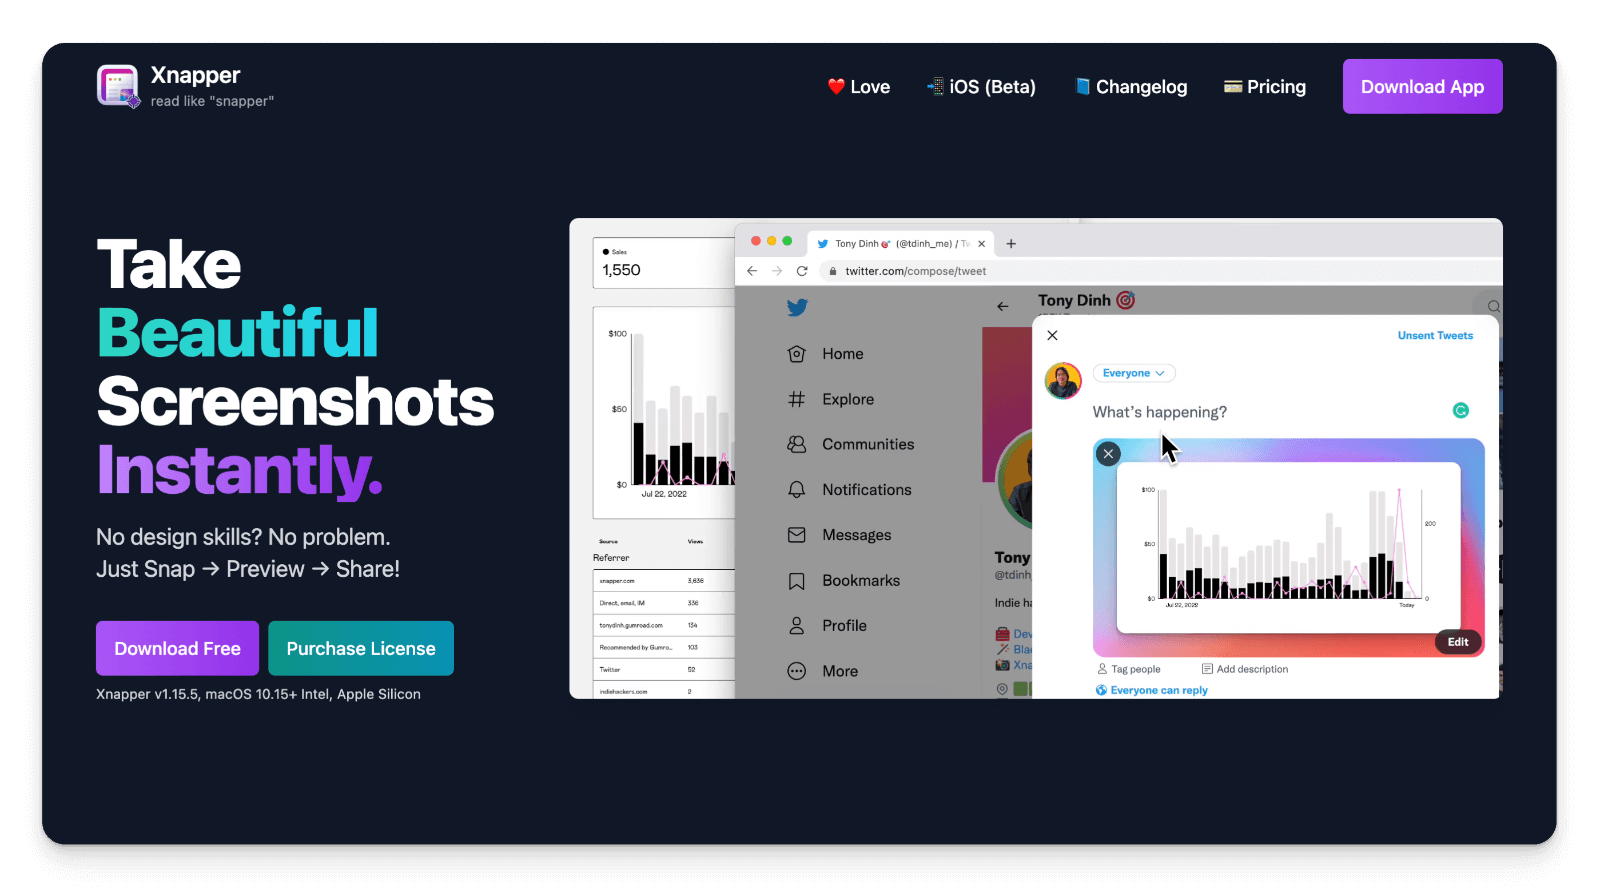 Xnapper
read like "snapper"
❤️ Love
📲 iOS (Beta)
📘 Changelog
💳 Pricing
Download App
Take
Beautiful
Screenshots
Instantly.
No design skills? No problem.
Just Snap → Preview → Share!
Download Free
Purchase License
Xnapper v1.15.5, macOS 10.15+ Intel, Apple Silicon
Sales
1,550
$100
$50
$0
Jul 22, 2022
Source Views
Referrer
xnapper.com 3,636
Direct, email, IM 336
tonydinh.gumroad.com 134
Recommended by Gumro... 103
Twitter 52
indiehackers.com 2
Tony Dinh 🎯 (@tdinh_me) / Tw
twitter.com/compose/tweet
Home
Explore
Communities
Notifications
Messages
Bookmarks
Profile
More
Tony Dinh 🎯
Tony
@tdinh
Indie ha
Dev
Bla
Xna
Unsent Tweets
Everyone
What's happening?
$100
$50
$0
200
0
Jul 22, 2022
Today
Edit
Tag people
Add description
Everyone can reply